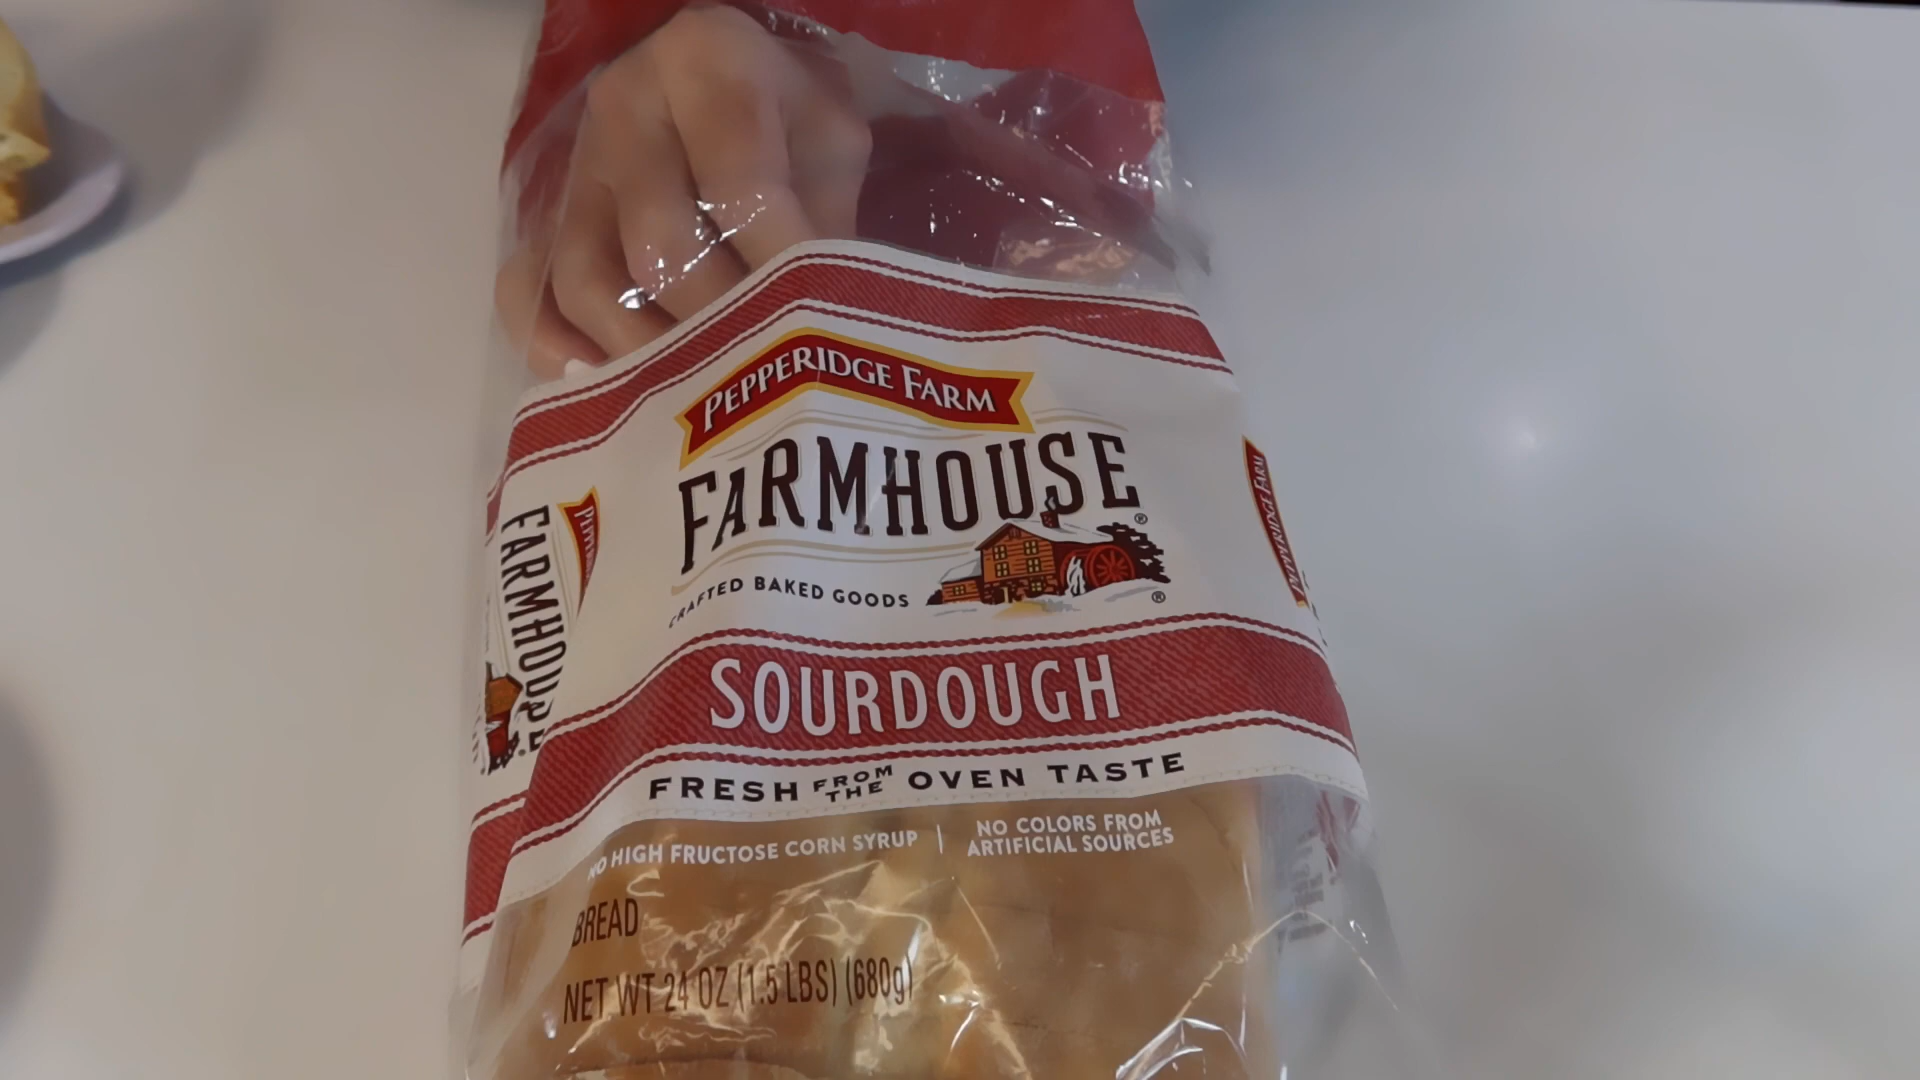 PEPPERIDGE FARM
FARMHOUSE®
CRAFTED BAKED GOODS
®
SOURDOUGH
FRESH FROM THE OVEN TASTE
NO HIGH FRUCTOSE CORN SYRUP | NO COLORS FROM
ARTIFICIAL SOURCES
BREAD
NET WT 24 OZ (1.5 LBS) (680g)
FARMHOUSE
PEPPERIDGE FARM